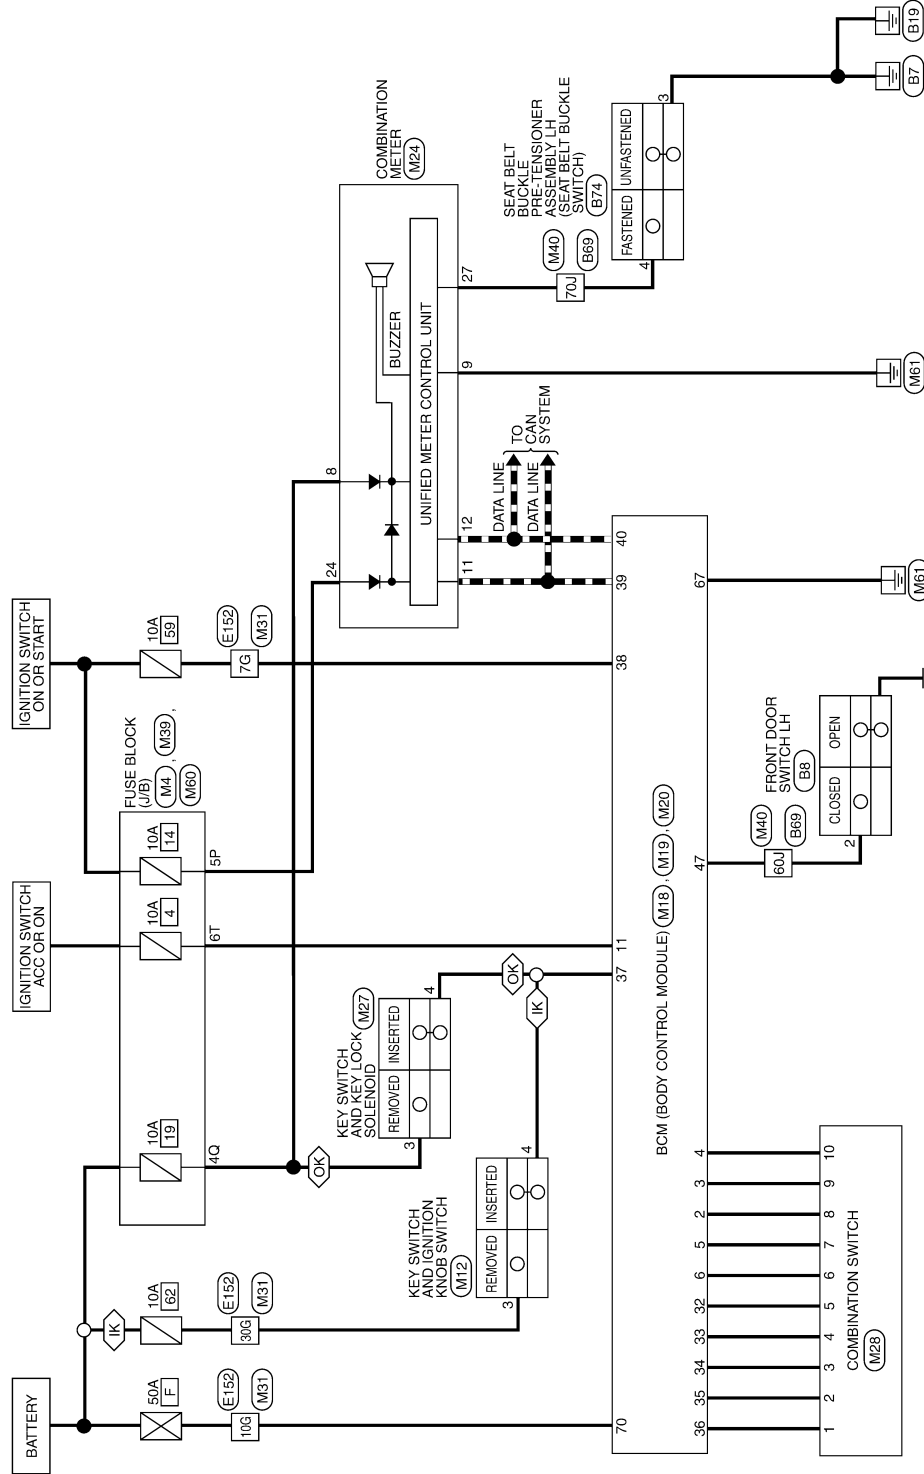 BATTERY
IGNITION SWITCH
ACC OR ON
IGNITION SWITCH
ON OR START
50A
F
10A
62
10A
19
10A
4
10A
14
10A
59
FUSE BLOCK
(J/B)
M4 , M39 ,
M60
IK
10G
E152
M31
30G
E152
M31
4Q
6T
5P
7G
E152
M31
OK
KEY SWITCH
AND KEY LOCK
SOLENOID
M27
REMOVED
INSERTED
3
4
KEY SWITCH
AND IGNITION
KNOB SWITCH
M12
REMOVED
INSERTED
3
4
OK
IK
24
8
COMBINATION
METER
M24
BUZZER
UNIFIED METER CONTROL UNIT
11
12
9
27
DATA LINE
DATA LINE
TO
CAN
SYSTEM
70J
M40
B69
SEAT BELT
BUCKLE
PRE-TENSIONER
ASSEMBLY LH
(SEAT BELT BUCKLE
SWITCH)
B74
FASTENED
UNFASTENED
4
3
70
37
11
38
39
40
BCM (BODY CONTROL MODULE)
M18 , M19 , M20
36
35
34
33
32
6
5
2
3
4
47
67
1
2
3
4
5
6
7
8
9
10
COMBINATION SWITCH
M28
60J
M40
B69
FRONT DOOR
SWITCH LH
B8
CLOSED
OPEN
2
M61
M61
B7
B19